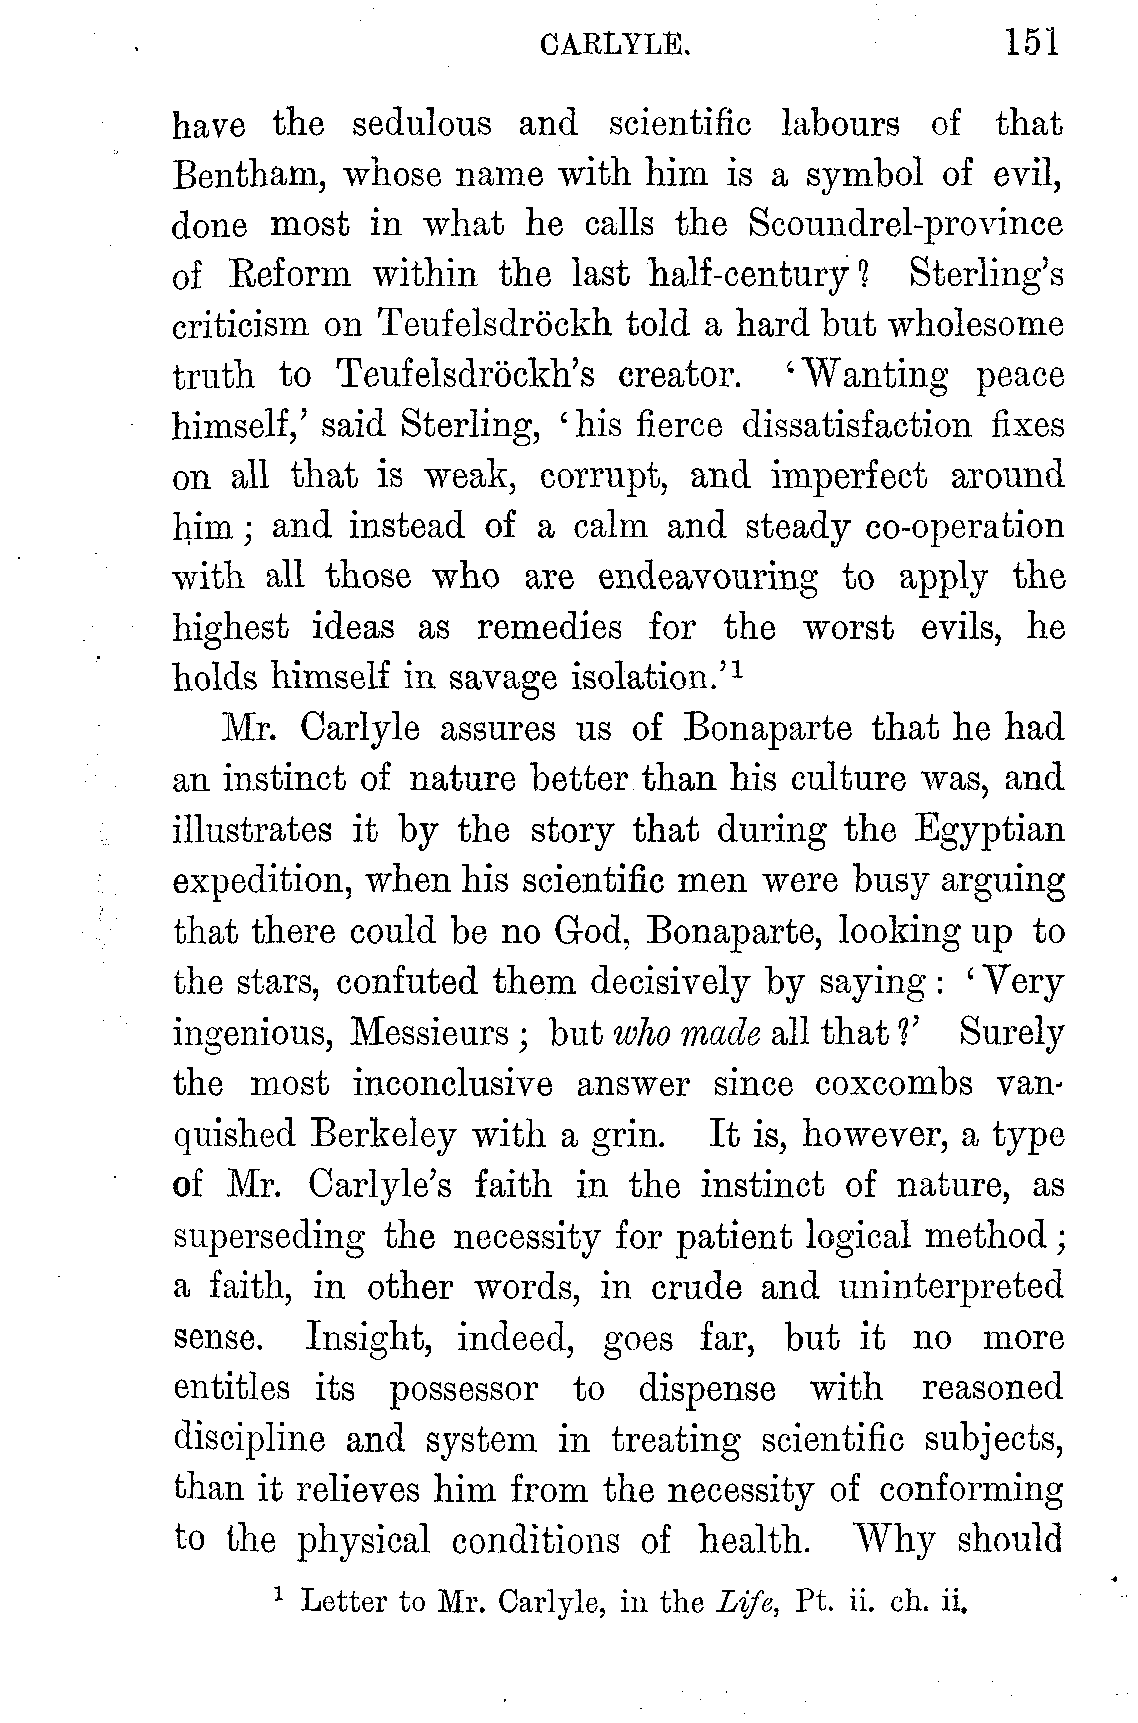 CARLYLE. 151
have the sedulous and scientific labours of that
Bentham, whose name with him is a symbol of evil,
done most in what he calls the Scoundrel-province
of Reform within the last half-century? Sterling's
criticism on Teufelsdröckh told a hard but wholesome
truth to Teufelsdröckh's creator. ‘Wanting peace
himself,’ said Sterling, ‘his fierce dissatisfaction fixes
on all that is weak, corrupt, and imperfect around
him; and instead of a calm and steady co-operation
with all those who are endeavouring to apply the
highest ideas as remedies for the worst evils, he
holds himself in savage isolation.’1
Mr. Carlyle assures us of Bonaparte that he had
an instinct of nature better than his culture was, and
illustrates it by the story that during the Egyptian
expedition, when his scientific men were busy arguing
that there could be no God, Bonaparte, looking up to
the stars, confuted them decisively by saying: ‘Very
ingenious, Messieurs; but who made all that?’ Surely
the most inconclusive answer since coxcombs van-
quished Berkeley with a grin. It is, however, a type
of Mr. Carlyle's faith in the instinct of nature, as
superseding the necessity for patient logical method;
a faith, in other words, in crude and uninterpreted
sense. Insight, indeed, goes far, but it no more
entitles its possessor to dispense with reasoned
discipline and system in treating scientific subjects,
than it relieves him from the necessity of conforming
to the physical conditions of health. Why should
1 Letter to Mr. Carlyle, in the Life, Pt. ii. ch. ii.